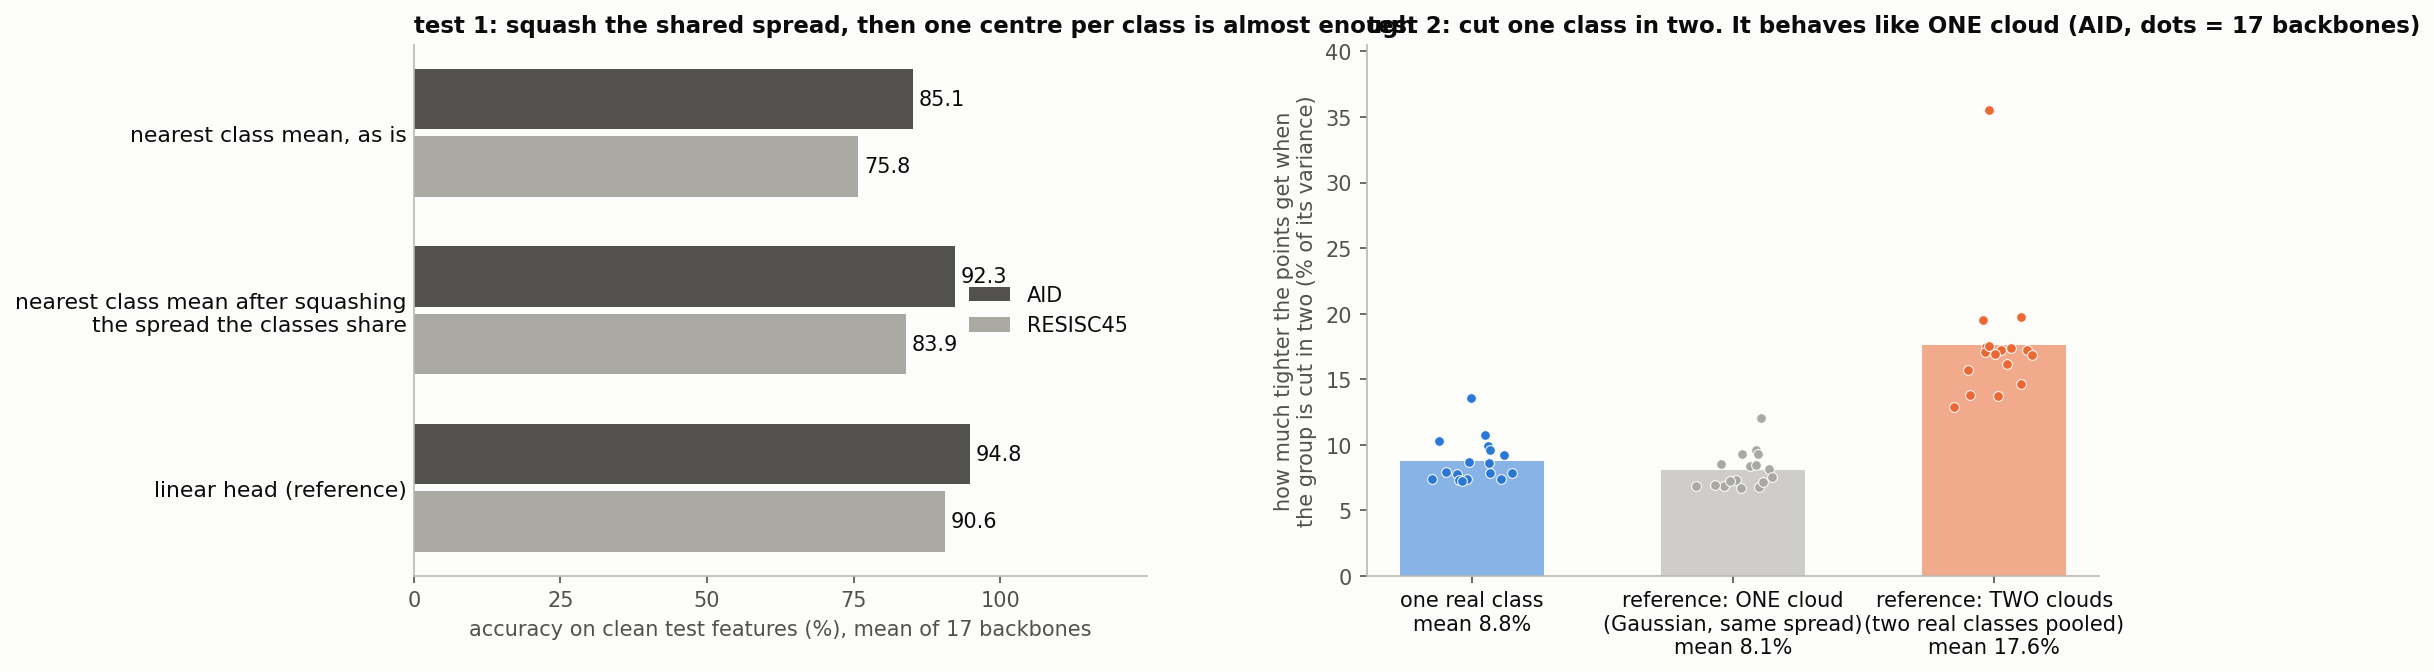 test 1: squash the shared spread, then one centre per class is almost enough
85.1
nearest class mean, as is
75.8
92.3
nearest class mean after squashing
the spread the classes share
83.9
AID
RESISC45
94.8
linear head (reference)
90.6
0 25 50 75 100
accuracy on clean test features (%), mean of 17 backbones
test 2: cut one class in two. It behaves like ONE cloud (AID, dots = 17 backbones)
how much tighter the points get when
the group is cut in two (% of its variance)
40
35
30
25
20
15
10
5
0
one real class
mean 8.8%
reference: ONE cloud
(Gaussian, same spread)
mean 8.1%
reference: TWO clouds
(two real classes pooled)
mean 17.6%